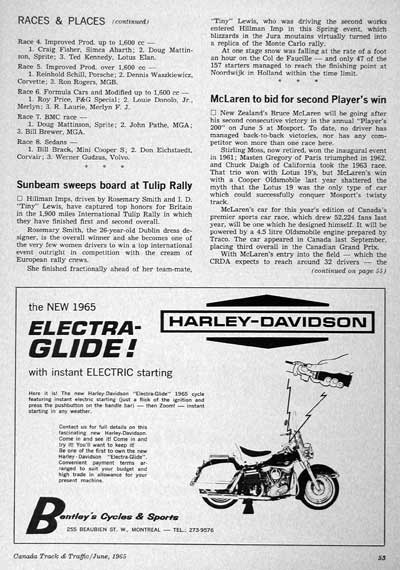 RACES & PLACES (continued)
Race 4. Improved Prod. up to 1,600 cc —
1. Craig Fisher, Simca Abarth; 2. Doug Mattin-
son, Sprite; 3. Ted Kennedy, Lotus Elan.
Race 5. Improved Prod. over 1,600 cc —
1. Reinhold Schill, Porsche; 2. Dennis Waszkiewicz,
Corvette; 3. Ron Rogers, MGB.
Race 6. Formula Cars and Modified up to 1,600 cc —
1. Roy Price, P&G Special; 2. Louie Donolo, Jr.,
Merlyn; 3. R. Laurie, Merlyn F J.
Race 7. BMC race —
1. Doug Mattinson, Sprite; 2. John Pathe, MGA;
3. Bill Brewer, MGA.
Race 8. Sedans —
1. Bill Brack, Mini Cooper S; 2. Don Eichstaedt,
Corvair; 3. Werner Gudzus, Volvo.
* * *
Sunbeam sweeps board at Tulip Rally
□ Hillman Imps, driven by Rosemary Smith and I. D.
"Tiny" Lewis, have captured top honors for Britain
in the 1,900 miles International Tulip Rally in which
they have finished first and second overall.
Rosemary Smith, the 26-year-old Dublin dress de-
signer, is the overall winner and she becomes one of
the very few women drivers to win a top international
event outright in competition with the cream of
European rally crews.
She finished fractionally ahead of her team-mate,
"Tiny" Lewis, who was driving the second works
entered Hillman Imp in this Spring event, which
blizzards in the Jura moutains virtually turned into
a replica of the Monte Carlo rally.
At one stage snow was falling at the rate of a foot
an hour on the Col de Faucille — and only 47 of the
157 starters managed to reach the finishing point at
Noordwijk in Holland within the time limit.
* * *
McLaren to bid for second Player's win
□ New Zealand's Bruce McLaren will be going after
his second consecutive victory in the annual "Player's
200" on June 5 at Mosport. To date, no driver has
managed back-to-back victories, nor has any com-
petitor won more than one race here.
Stirling Moss, now retired, won the inaugural event
in 1961; Masten Gregory of Paris triumphed in 1962,
and Chuck Daigh of California took the 1963 race.
That trio won with Lotus 19's, but McLaren's win
with a Cooper Oldsmobile last year shattered the
myth that the Lotus 19 was the only type of car
which could successfully conquer Mosport's twisty
track.
McLaren's car for this year's edition of Canada's
premier sports car race, which drew 52,224 fans last
year, will be one which he designed himself. It will be
powered by a 4.5 litre Oldsmobile engine prepared by
Traco. The car appeared in Canada last September,
placing third overall in the Canadian Grand Prix.
With McLaren's entry into the field — which the
CRDA expects to reach around 32 drivers — the
(continued on page 55)
the NEW 1965
ELECTRA-
GLIDE!
with instant ELECTRIC starting
HARLEY-DAVIDSON
Here it is! The new Harley-Davidson "Electra-Glide" 1965 cycle
featuring instant electric starting (just a flick of the ignition and
press the pushbutton on the handle bar) — then Zoom! — instant
starting in any weather.
Contact us for full details on this
fascinating new Harley-Davidson.
Come in and see it! Come in and
try it! You'll want to keep it!
Be one of the first to own the new
Harley-Davidson "Electra-Glide".
Convenient payment terms ar-
ranged to suit your budget and
high trade in allowance for your
present machine.
Bentley's Cycles & Sports
255 BEAUBIEN ST. W., MONTREAL — TEL.: 273-9576
Canada Track & Traffic/June, 1965
53